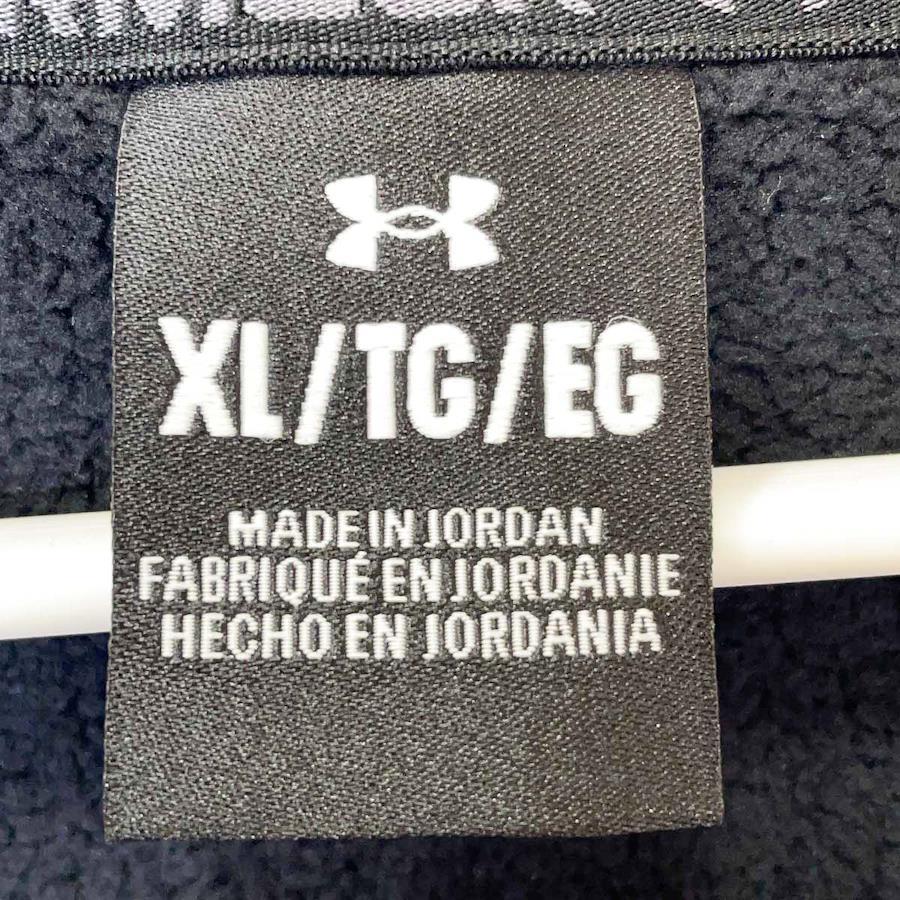 XL/TG/EG
MADE IN JORDAN
FABRIQUÉ EN JORDANIE
HECHO EN JORDANIA